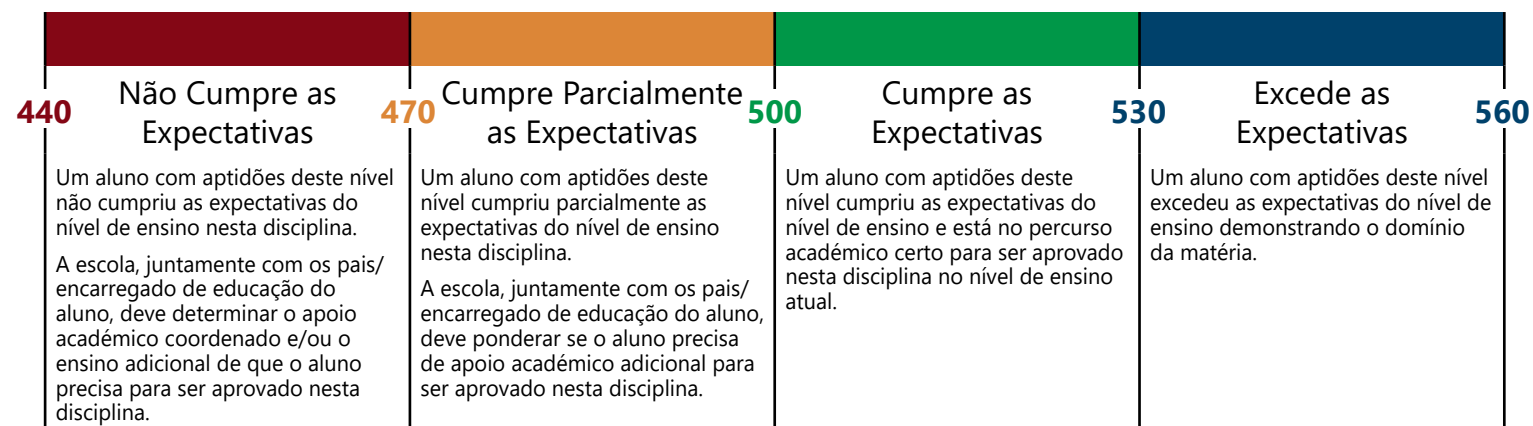 440
Não Cumpre as
Expectativas
470
Cumpre Parcialmente
as Expectativas
500
Cumpre as
Expectativas
530
Excede as
Expectativas
560
Um aluno com aptidões deste nível
não cumpriu as expectativas do
nível de ensino nesta disciplina.
A escola, juntamente com os pais/
encarregado de educação do
aluno, deve determinar o apoio
académico coordenado e/ou o
ensino adicional de que o aluno
precisa para ser aprovado nesta
disciplina.
Um aluno com aptidões deste
nível cumpriu parcialmente as
expectativas do nível de ensino
nesta disciplina.
A escola, juntamente com os pais/
encarregado de educação do aluno,
deve ponderar se o aluno precisa
de apoio académico adicional para
ser aprovado nesta disciplina.
Um aluno com aptidões deste
nível cumpriu as expectativas do
nível de ensino e está no percurso
académico certo para ser aprovado
nesta disciplina no nível de ensino
atual.
Um aluno com aptidões deste nível
excedeu as expectativas do nível de
ensino demonstrando o domínio
da matéria.